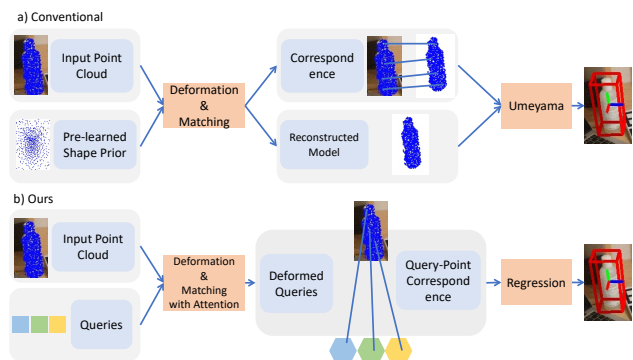 a) Conventional
Input Point
Cloud
Pre-learned
Shape Prior
Deformation
&
Matching
Correspond
ence
Reconstructed
Model
Umeyama
b) Ours
Input Point
Cloud
Queries
Deformation
&
Matching
with Attention
Deformed
Queries
Query-Point
Correspond
ence
Regression